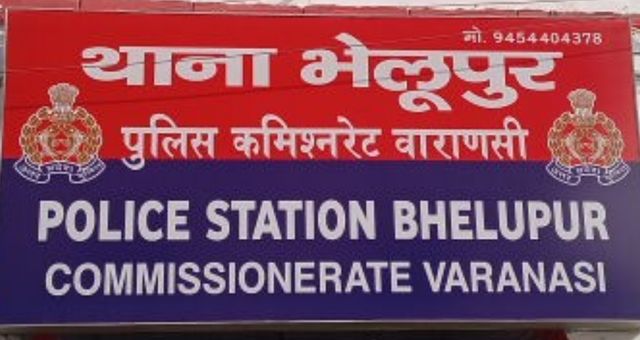 मो. 9454404378
थाना भेलूपुर
पुलिस कमिश्नरेट वाराणसी
POLICE STATION BHELUPUR
COMMISSIONERATE VARANASI